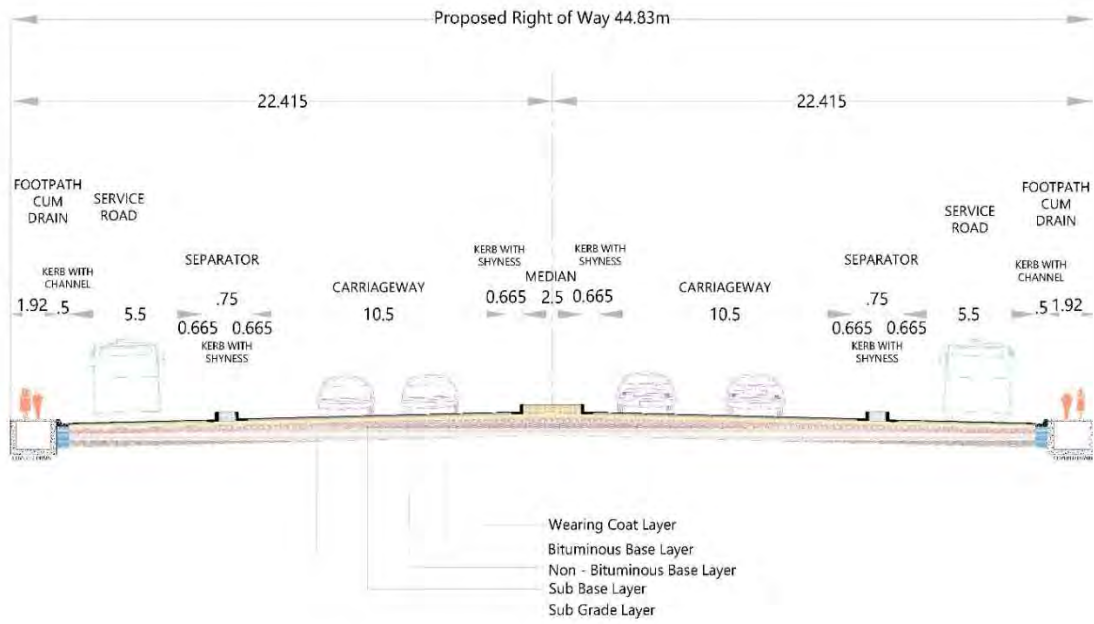 Proposed Right of Way 44.83m
22.415 22.415
FOOTPATH
CUM
DRAIN
SERVICE
ROAD
KERB WITH
CHANNEL
1.92 .5
5.5
SEPARATOR
.75
0.665 0.665
KERB WITH
SHYNESS
CARRIAGEWAY
10.5
KERB WITH
SHYNESS
0.665
MEDIAN
2.5
KERB WITH
SHYNESS
0.665
CARRIAGEWAY
10.5
SEPARATOR
.75
0.665 0.665
KERB WITH
SHYNESS
SERVICE
ROAD
5.5
FOOTPATH
CUM
DRAIN
KERB WITH
CHANNEL
.5 1.92
Wearing Coat Layer
Bituminous Base Layer
Non - Bituminous Base Layer
Sub Base Layer
Sub Grade Layer